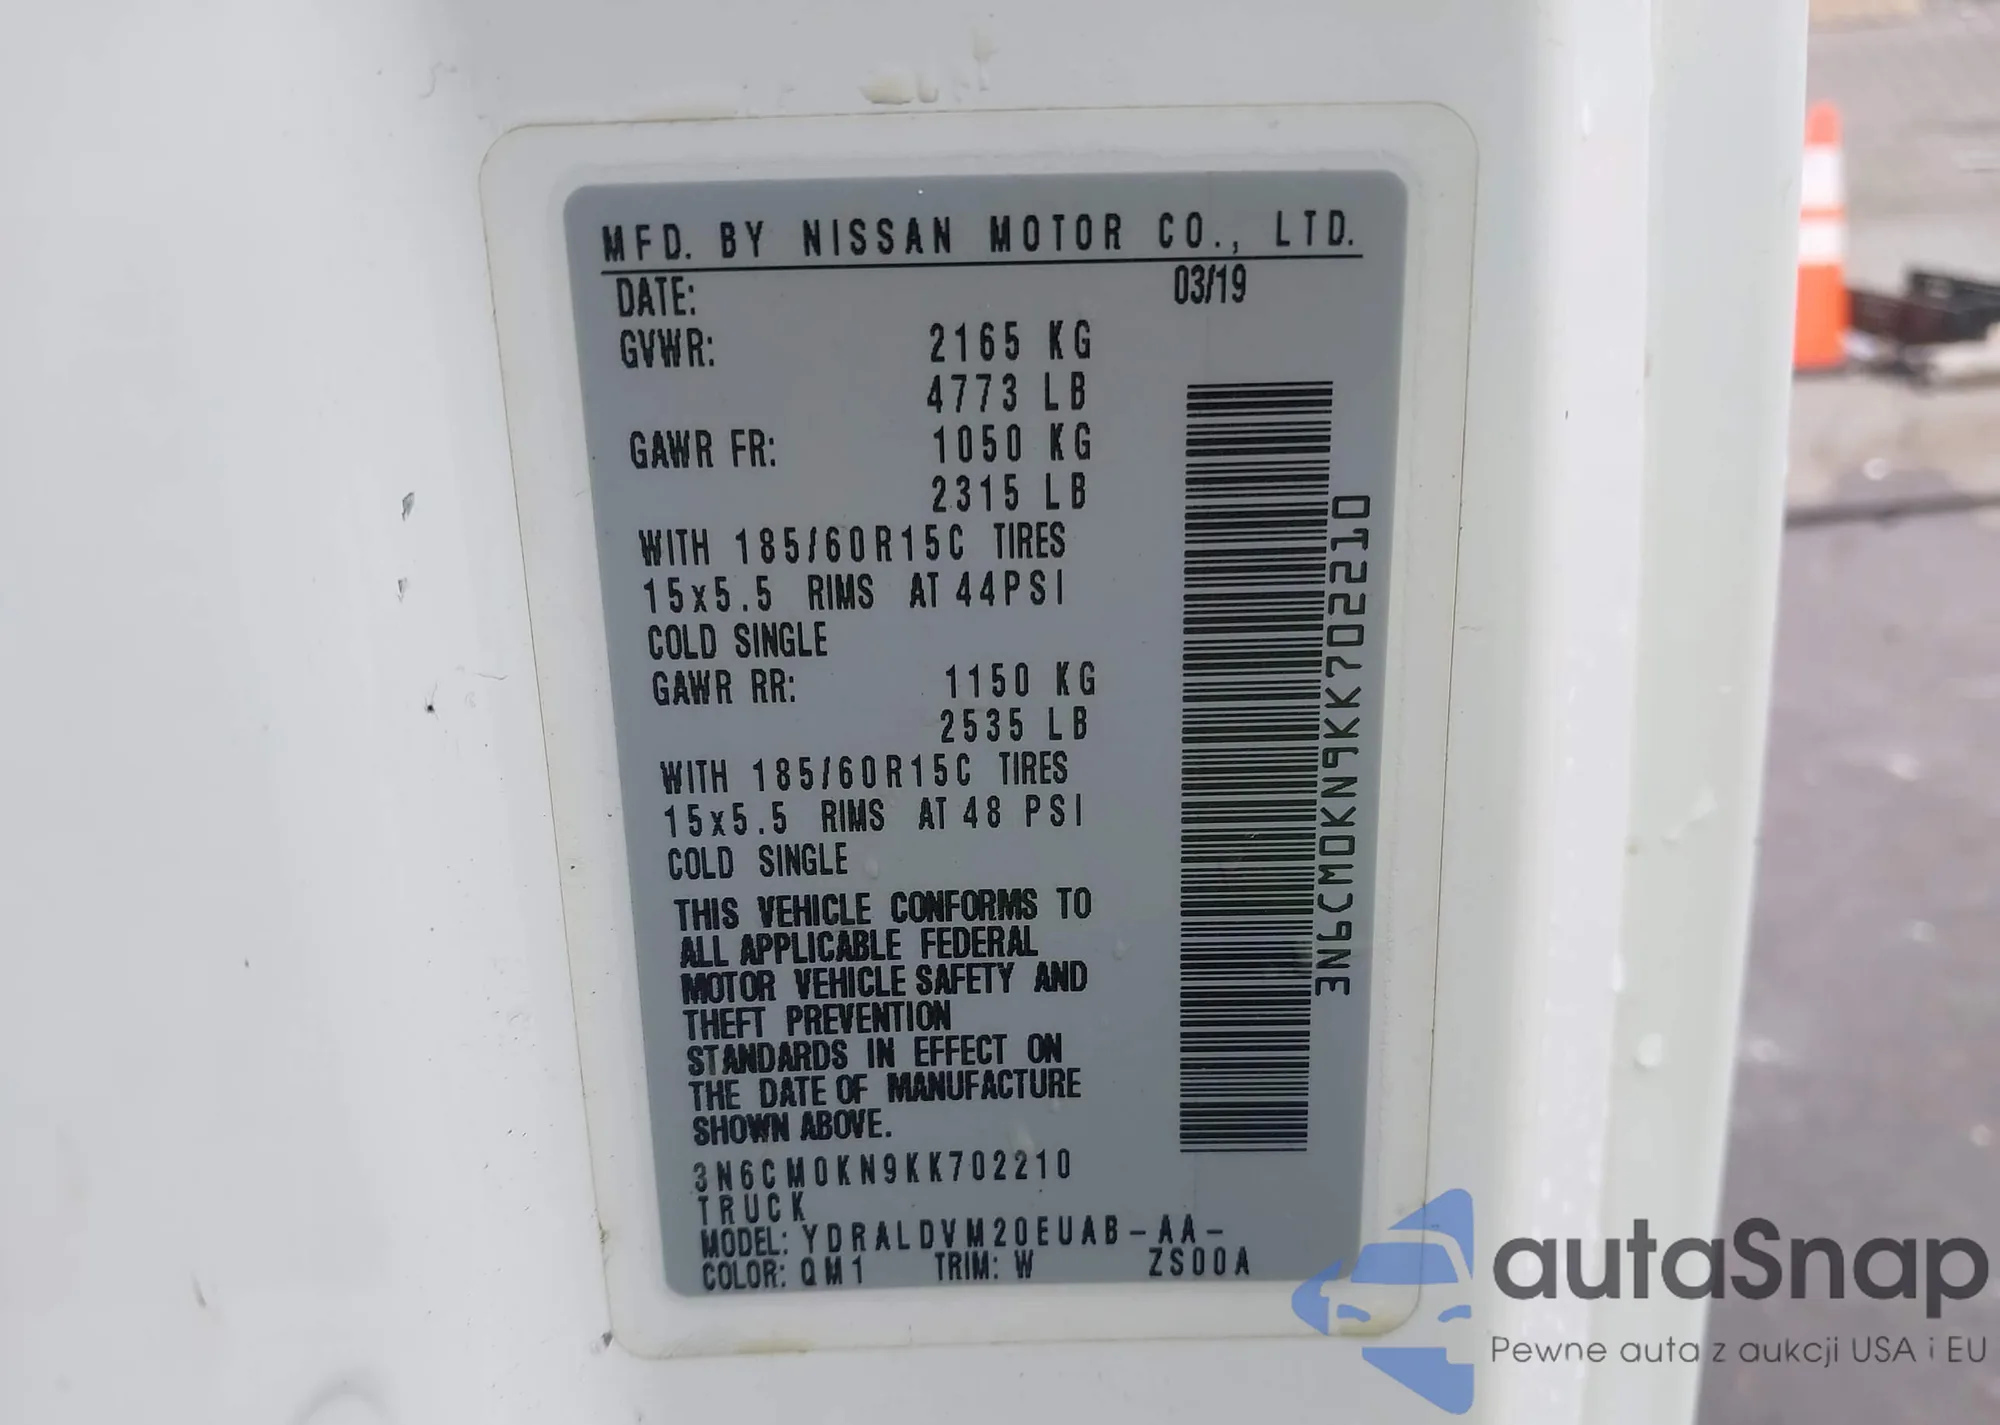 MFD. BY NISSAN MOTOR CO., LTD.
DATE: 03/19
GVWR: 2165 KG
4773 LB
GAWR FR: 1050 KG
2315 LB
WITH 185/60R15C TIRES
15x5.5 RIMS AT 44PSI
COLD SINGLE
GAWR RR: 1150 KG
2535 LB
WITH 185/60R15C TIRES
15x5.5 RIMS AT 48 PSI
COLD SINGLE
THIS VEHICLE CONFORMS TO
ALL APPLICABLE FEDERAL
MOTOR VEHICLE SAFETY AND
THEFT PREVENTION
STANDARDS IN EFFECT ON
THE DATE OF MANUFACTURE
SHOWN ABOVE.
3N6CM0KN9KK702210
TRUCK
MODEL: YDRALDVM20EUAB-AA-
COLOR: QM1 TRIM: W ZS00A
3N6CM0KN9KK702210
autaSnap
Pewne auta z aukcji USA i EU